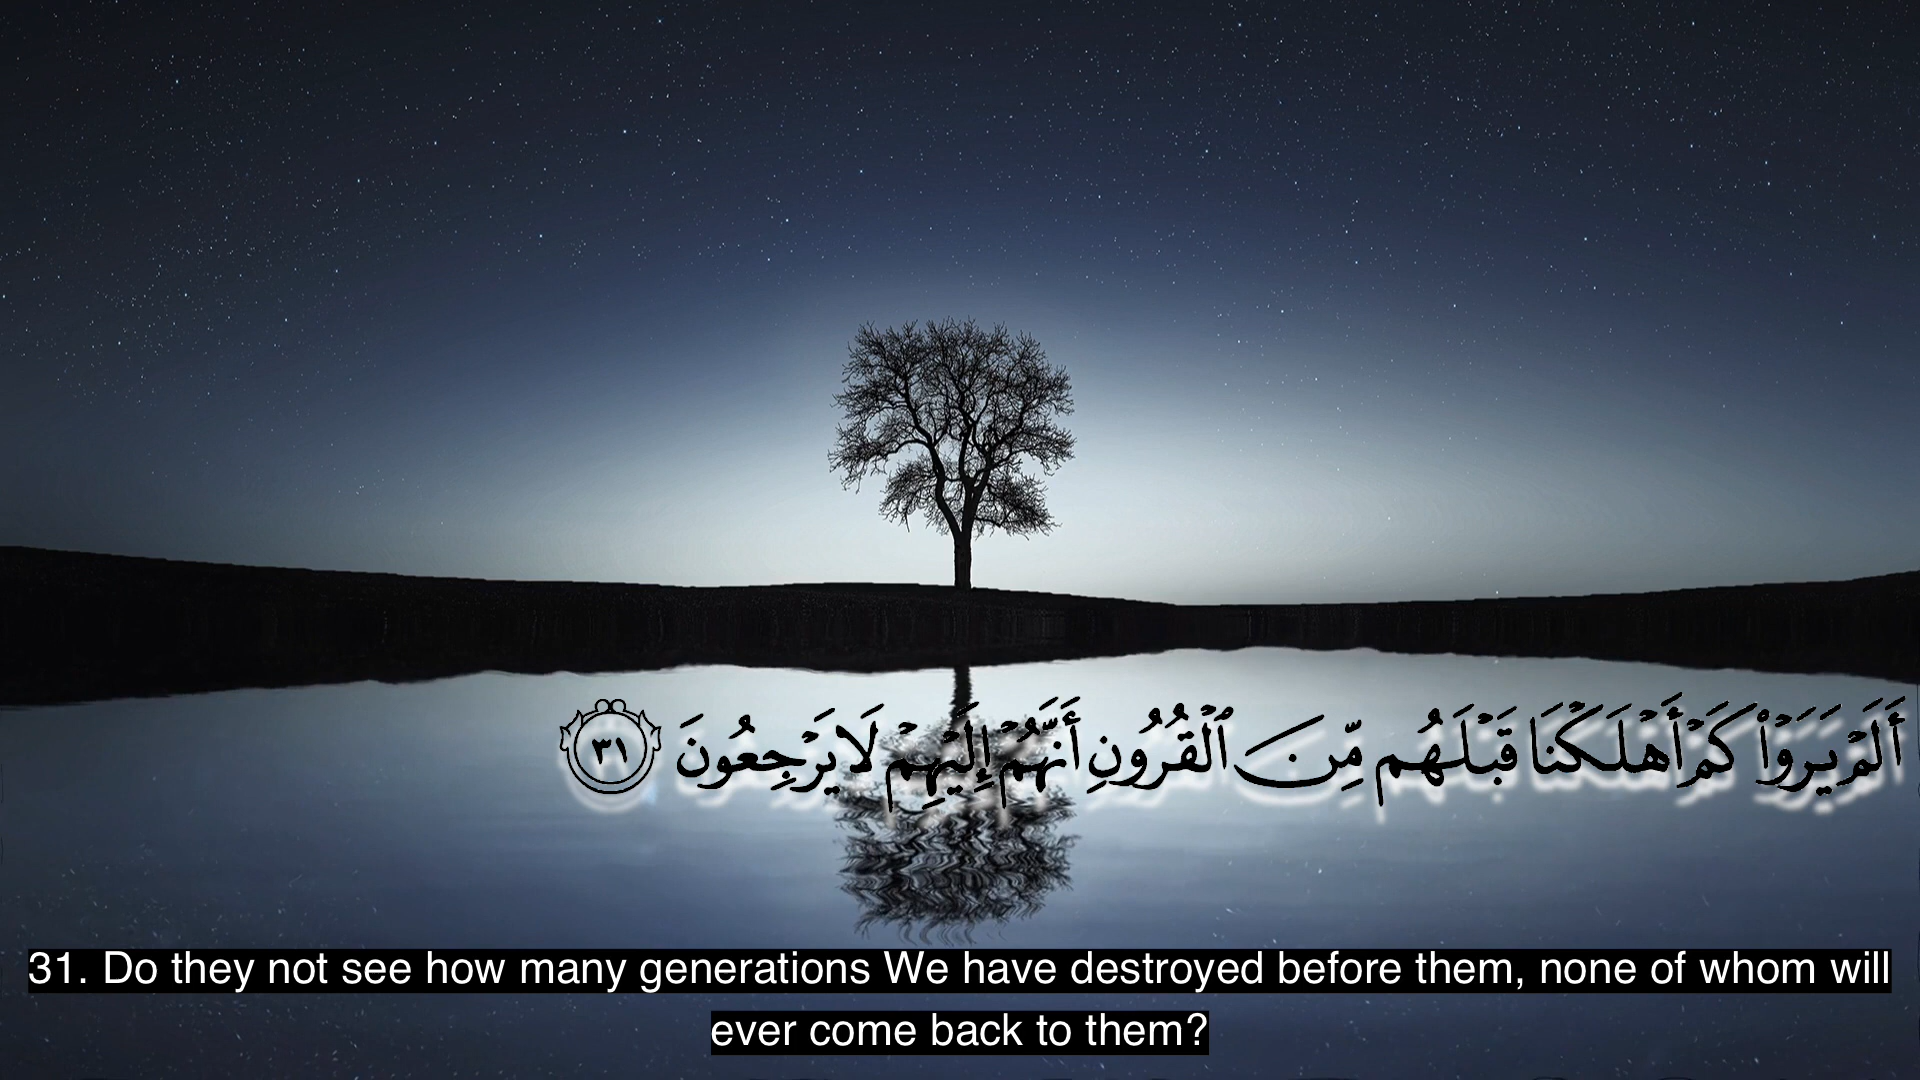 أَلَمْ يَرَوْا۟ كَمْ أَهْلَكْنَا قَبْلَهُم مِّنَ ٱلْقُرُونِ أَنَّهُمْ إِلَيْهِمْ لَا يَرْجِعُونَ ٣١
31. Do they not see how many generations We have destroyed before them, none of whom will
ever come back to them?